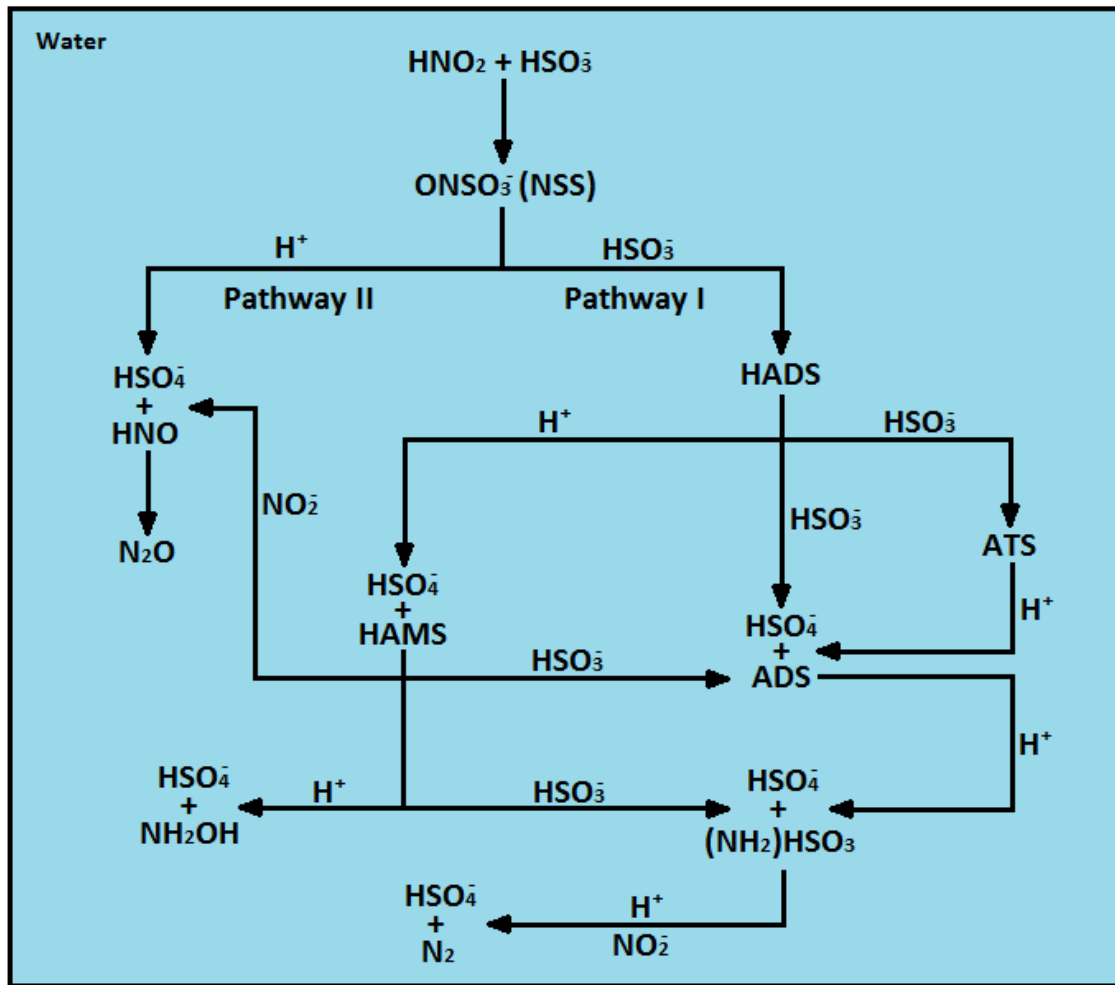 Water
HNO₂ + HSO₃⁻
ONSO₃⁻ (NSS)
H⁺
HSO₃⁻
Pathway II
Pathway I
HSO₄⁻
+
HNO
HADS
H⁺
HSO₃⁻
NO₂⁻
HSO₃⁻
N₂O
ATS
HSO₄⁻
+
HAMS
H⁺
HSO₄⁻
+
ADS
HSO₃⁻
H⁺
HSO₄⁻
+
NH₂OH
H⁺
HSO₃⁻
HSO₄⁻
+
(NH₂)HSO₃
HSO₄⁻
+
N₂
H⁺
NO₂⁻